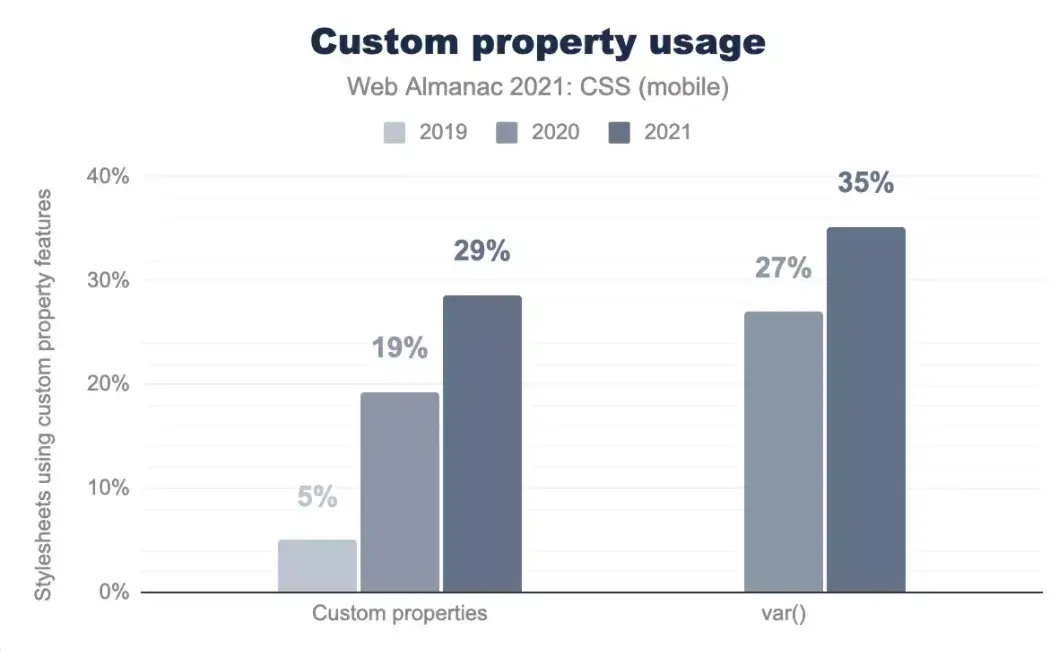 Custom property usage
Web Almanac 2021: CSS (mobile)
2019 2020 2021
Stylesheets using custom property features
40%
30%
20%
10%
0%
5%
19%
29%
27%
35%
Custom properties
var()